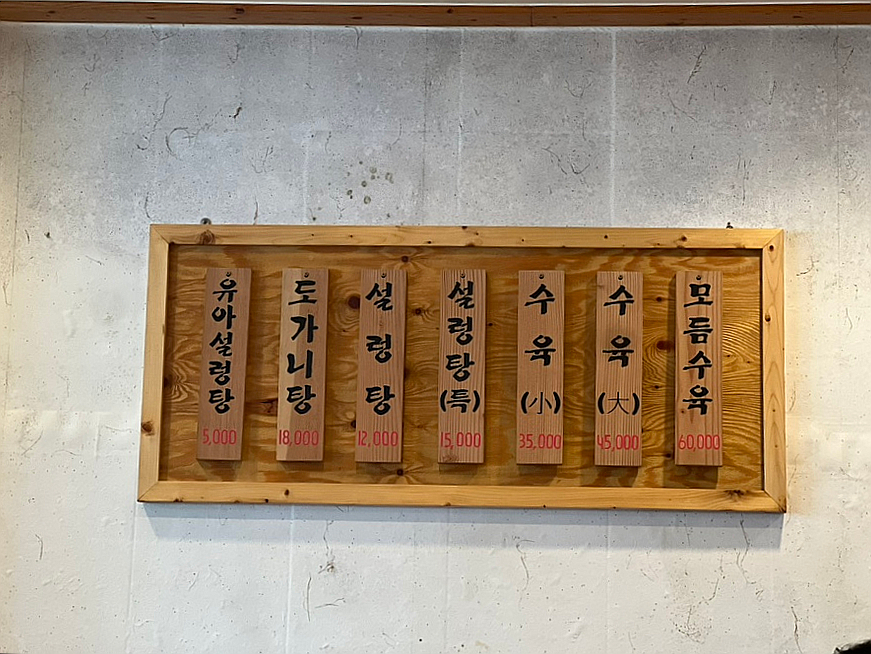 유아설렁탕
5,000
도가니탕
18,000
설렁탕
12,000
설렁탕(특)
15,000
수육(小)
35,000
수육(大)
45,000
모듬수육
60,000